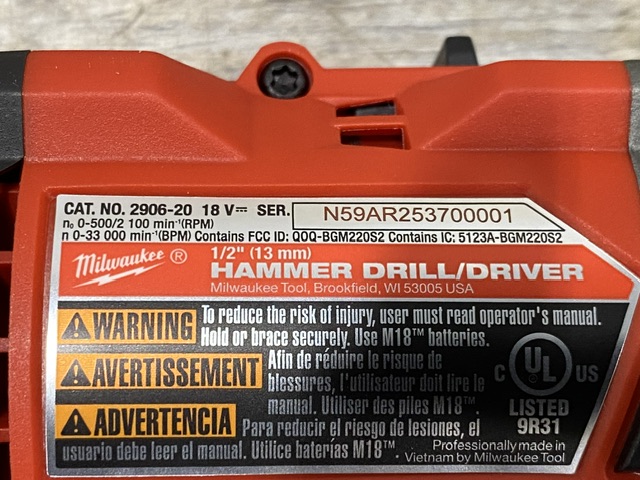 CAT. NO. 2906-20 18 V⎓ SER. N59AR253700001
n₀ 0-500/2 100 min⁻¹(RPM)
n 0-33 000 min⁻¹(BPM) Contains FCC ID: QOQ-BGM220S2 Contains IC: 5123A-BGM220S2
Milwaukee ®
1/2" (13 mm)
HAMMER DRILL/DRIVER
Milwaukee Tool, Brookfield, WI 53005 USA
WARNING To reduce the risk of injury, user must read operator's manual.
Hold or brace securely. Use M18™ batteries.
AVERTISSEMENT Afin de réduire le risque de
blessures, l'utilisateur doit lire le
manual. Utiliser des piles M18™.
ADVERTENCIA Para reducir el riesgo de lesiones, el
usuario debe leer el manual. Utilice baterías M18™.
C UL US
LISTED
9R31
Professionally made in
Vietnam by Milwaukee Tool